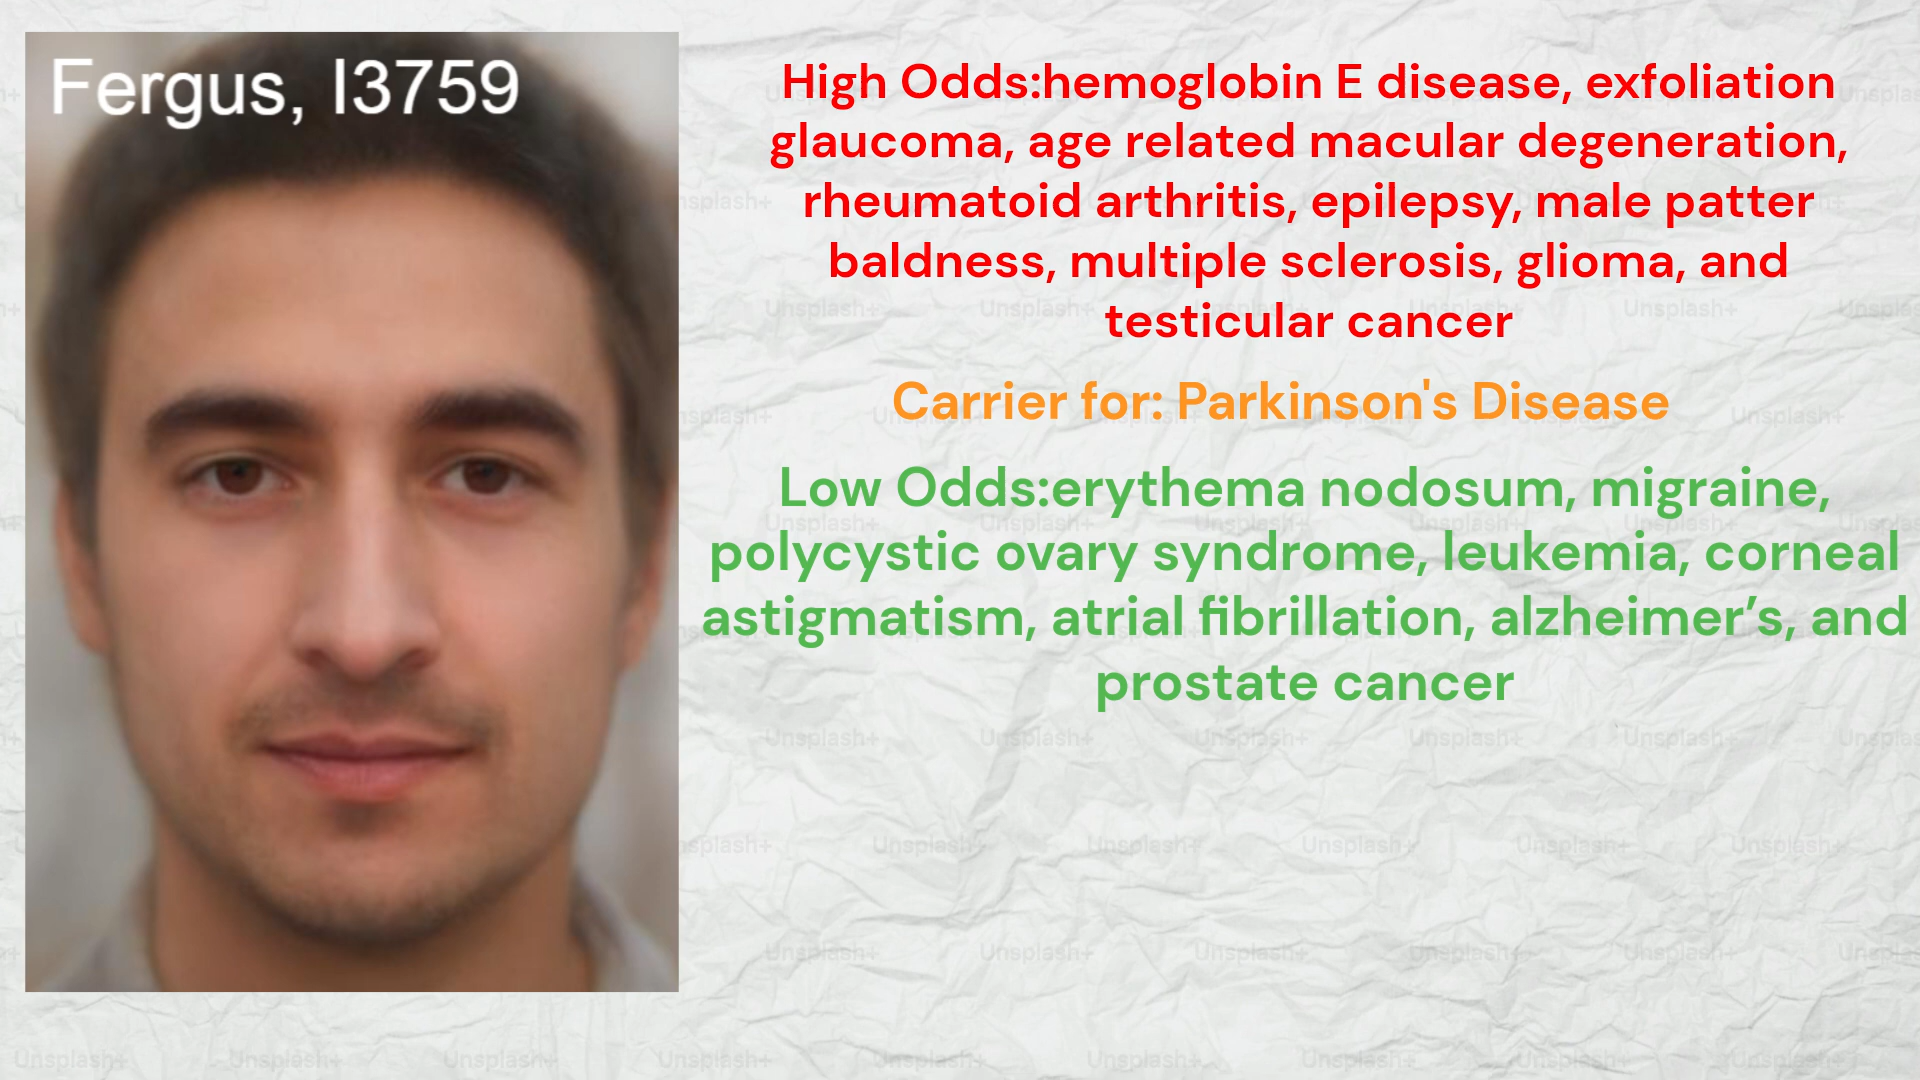 Fergus, I3759
High Odds:hemoglobin E disease, exfoliation
glaucoma, age related macular degeneration,
rheumatoid arthritis, epilepsy, male patter
baldness, multiple sclerosis, glioma, and
testicular cancer
Carrier for: Parkinson's Disease
Low Odds:erythema nodosum, migraine,
polycystic ovary syndrome, leukemia, corneal
astigmatism, atrial fibrillation, alzheimer’s, and
prostate cancer
Unsplash+